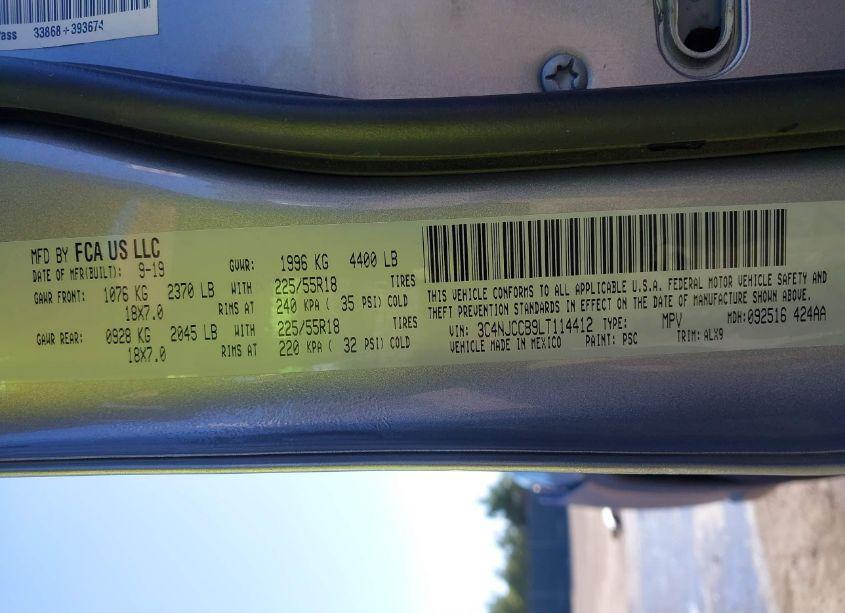 Pass 33868+393674
MFD BY FCA US LLC
DATE OF MFR(BUILT): 9-19 GVWR: 1996 KG 4400 LB
GAWR FRONT: 1076 KG 2370 LB WITH 225/55R18 TIRES
18X7.0 RIMS AT 240 KPA ( 35 PSI) COLD
GAWR REAR: 0928 KG 2045 LB WITH 225/55R18 TIRES
18X7.0 RIMS AT 220 KPA ( 32 PSI) COLD
THIS VEHICLE CONFORMS TO ALL APPLICABLE U.S.A. FEDERAL MOTOR VEHICLE SAFETY AND
THEFT PREVENTION STANDARDS IN EFFECT ON THE DATE OF MANUFACTURE SHOWN ABOVE.
VIN: 3C4NJCCB9LT114412 TYPE: MPV MDH:092516 424AA
VEHICLE MADE IN MEXICO PAINT: PSC TRIM: ALX9